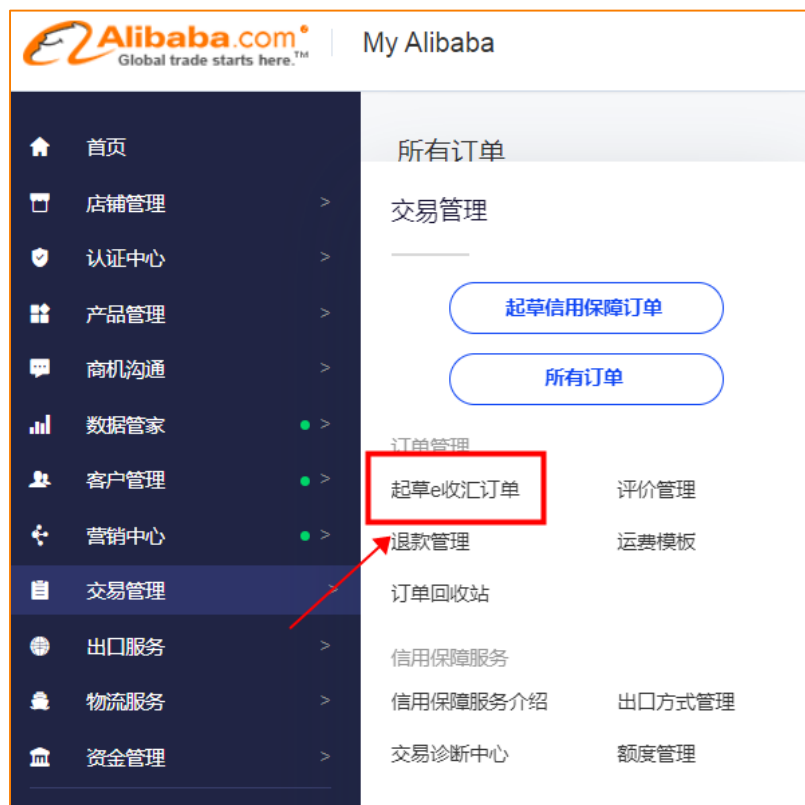 Alibaba.com
Global trade starts here.™
My Alibaba
首页
店铺管理
认证中心
产品管理
商机沟通
数据管家
客户管理
营销中心
交易管理
出口服务
物流服务
资金管理
所有订单
交易管理
起草信用保障订单
所有订单
订单管理
起草e收汇订单 评价管理
退款管理 运费模板
订单回收站
信用保障服务
信用保障服务介绍 出口方式管理
交易诊断中心 额度管理